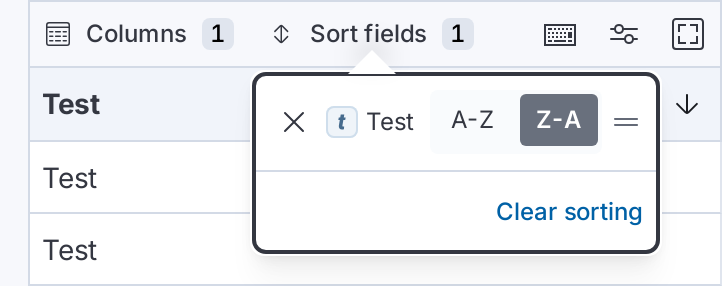 Columns 1 Sort fields 1
Test
t Test A-Z Z-A
Test
Clear sorting
Test